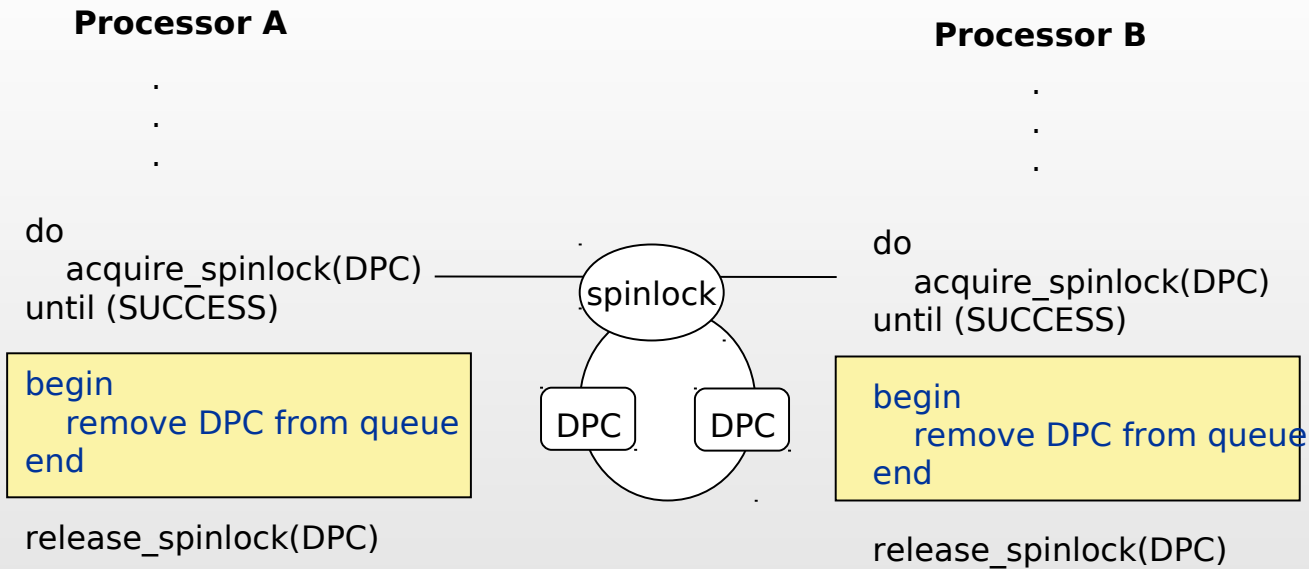 Processor A
.
.
.
do
acquire_spinlock(DPC)
until (SUCCESS)
begin
remove DPC from queue
end
release_spinlock(DPC)
spinlock
DPC
DPC
Processor B
.
.
.
do
acquire_spinlock(DPC)
until (SUCCESS)
begin
remove DPC from queue
end
release_spinlock(DPC)